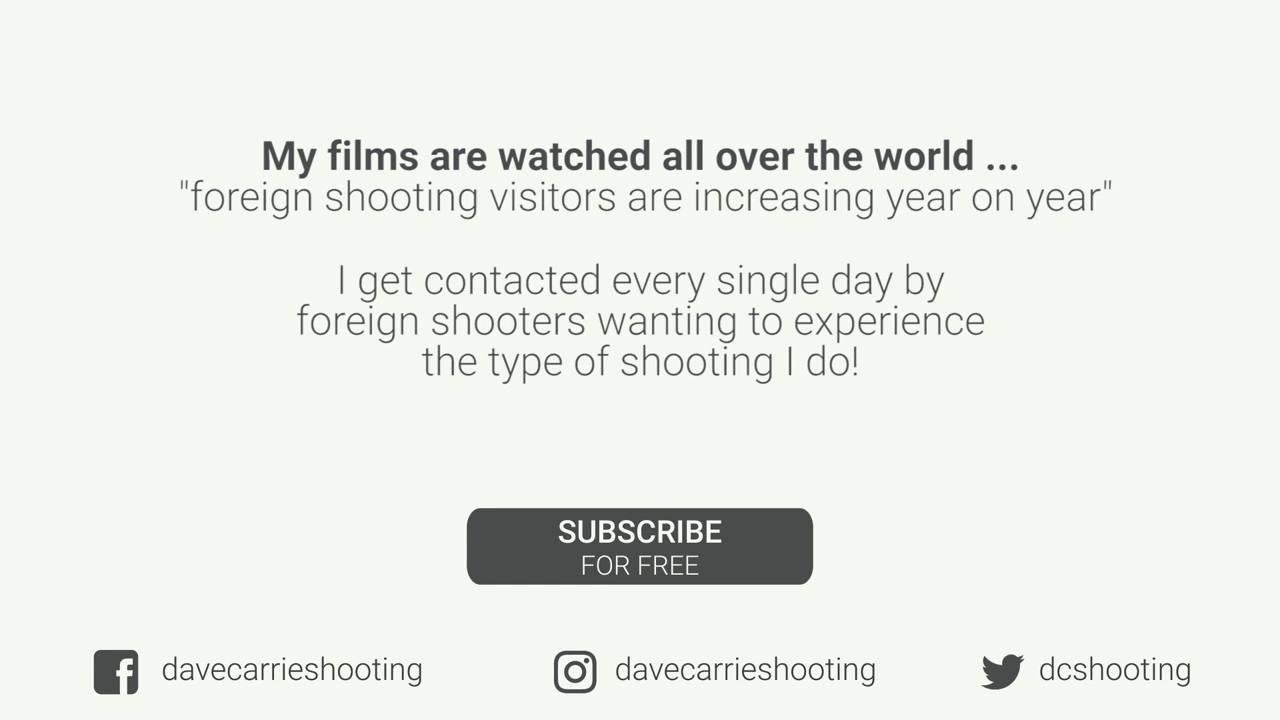 My films are watched all over the world ...
"foreign shooting visitors are increasing year on year"
I get contacted every single day by
foreign shooters wanting to experience
the type of shooting I do!
SUBSCRIBE
FOR FREE
davecarrieshooting
davecarrieshooting
dcshooting